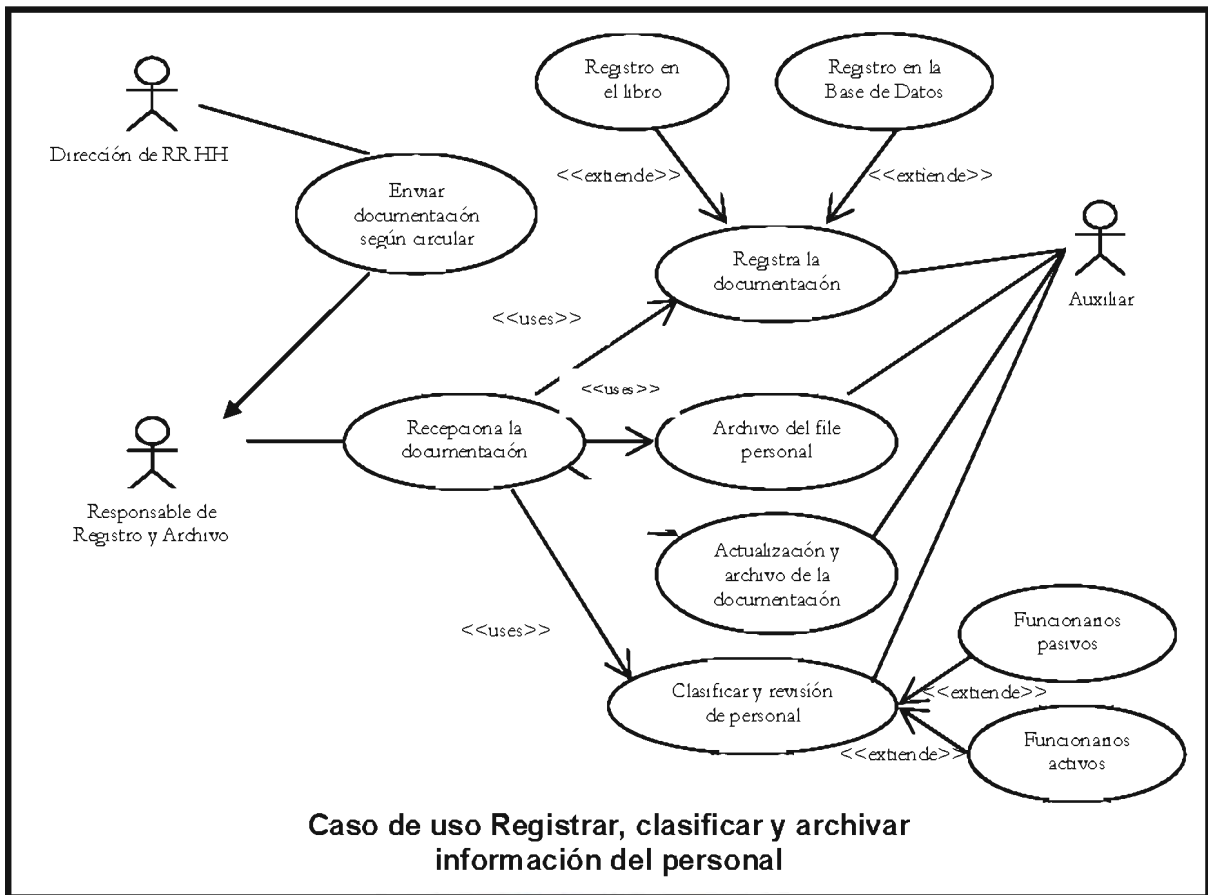 Registro en
el libro
Registro en la
Base de Datos
Dirección de RRHH
<<extiende>>
<<extiende>>
Enviar
documentación
según circular
Registra la
documentación
Auxiliar
<<uses>>
<<uses>>
Recepciona la
documentación
Archivo del file
personal
Responsable de
Registro y Archivo
Actualización y
archivo de la
documentación
<<uses>>
Funcionarios
pasivos
Clasificar y revisión
de personal
<<extiende>>
<<extiende>>
Funcionarios
activos
Caso de uso Registrar, clasificar y archivar
información del personal